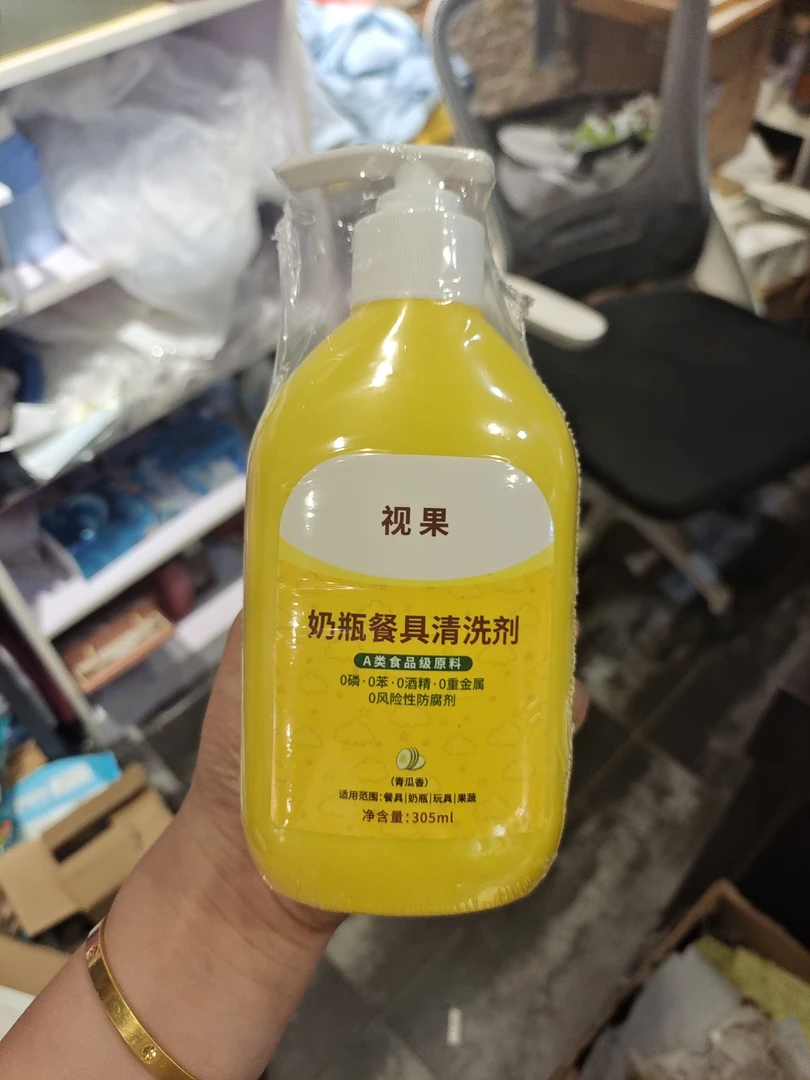 视果
奶瓶餐具清洗剂
A类食品级原料
0磷·0苯·0酒精·0重金属
0风险性防腐剂
(青瓜香)
适用范围:餐具|奶瓶|玩具|果蔬
净含量:305ml